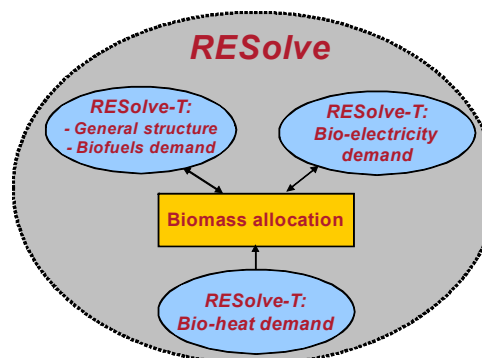 RESolve
RESolve-T:
- General structure
- Biofuels demand
RESolve-T:
Bio-electricity
demand
Biomass allocation
RESolve-T:
Bio-heat demand